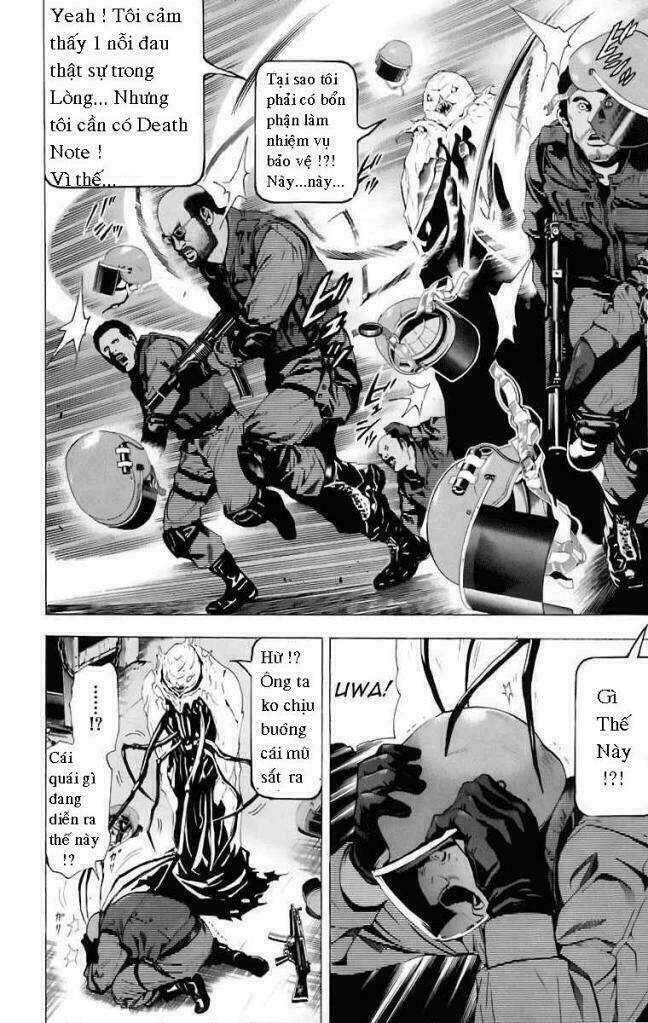 Yeah ! Tôi cảm
thấy 1 nỗi đau
thật sự trong
Lòng... Nhưng
tôi cần có Death
Note !
Vì thế...
Tại sao tôi
phải có bổn
phận làm
nhiệm vụ
bảo vệ !?!
Này...này...
.......
!?
Cái
quái gì
đang
diễn ra
thế này
!?
Hừ !?
Ông ta
ko chịu
buồng
cái mũ
sắt ra
UWA!
Gì
Thế
Này
!?!